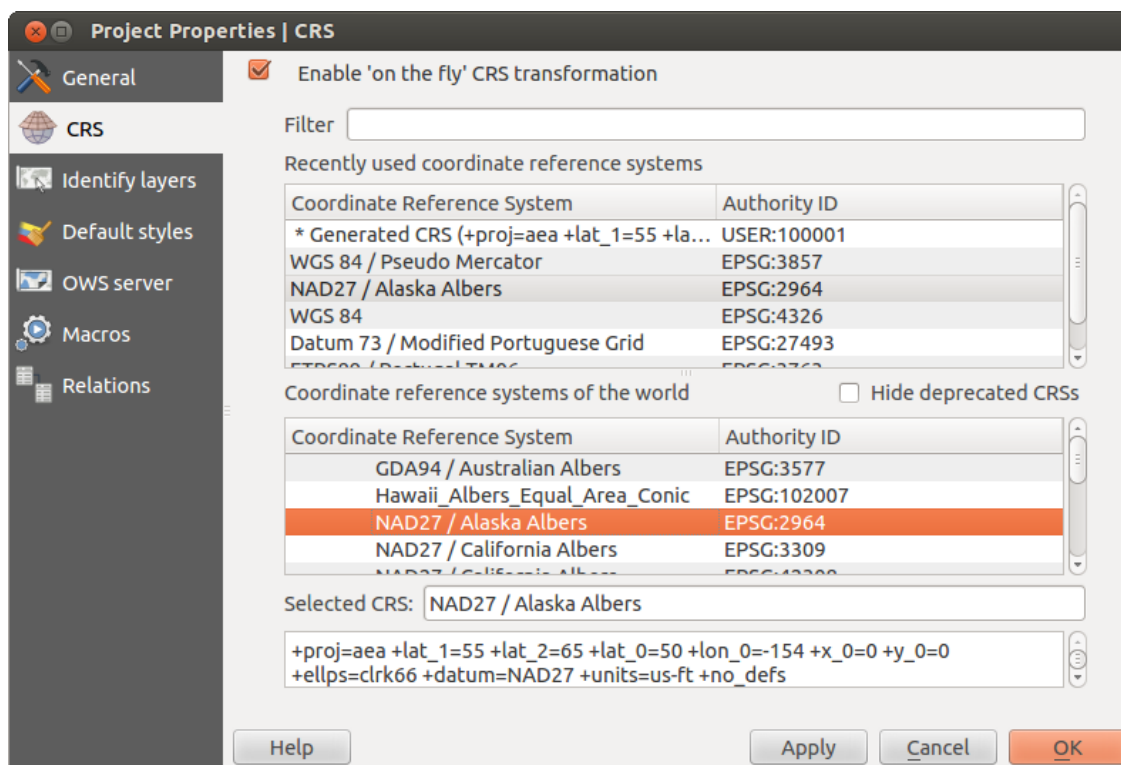 Project Properties | CRS
General
CRS
Identify layers
Default styles
OWS server
Macros
Relations
Enable 'on the fly' CRS transformation
Filter
Recently used coordinate reference systems
Coordinate Reference System Authority ID
* Generated CRS (+proj=aea +lat_1=55 +la... USER:100001
WGS 84 / Pseudo Mercator EPSG:3857
NAD27 / Alaska Albers EPSG:2964
WGS 84 EPSG:4326
Datum 73 / Modified Portuguese Grid EPSG:27493
Coordinate reference systems of the world Hide deprecated CRSs
Coordinate Reference System Authority ID
GDA94 / Australian Albers EPSG:3577
Hawaii_Albers_Equal_Area_Conic EPSG:102007
NAD27 / Alaska Albers EPSG:2964
NAD27 / California Albers EPSG:3309
Selected CRS: NAD27 / Alaska Albers
+proj=aea +lat_1=55 +lat_2=65 +lat_0=50 +lon_0=-154 +x_0=0 +y_0=0
+ellps=clrk66 +datum=NAD27 +units=us-ft +no_defs
Help Apply Cancel OK